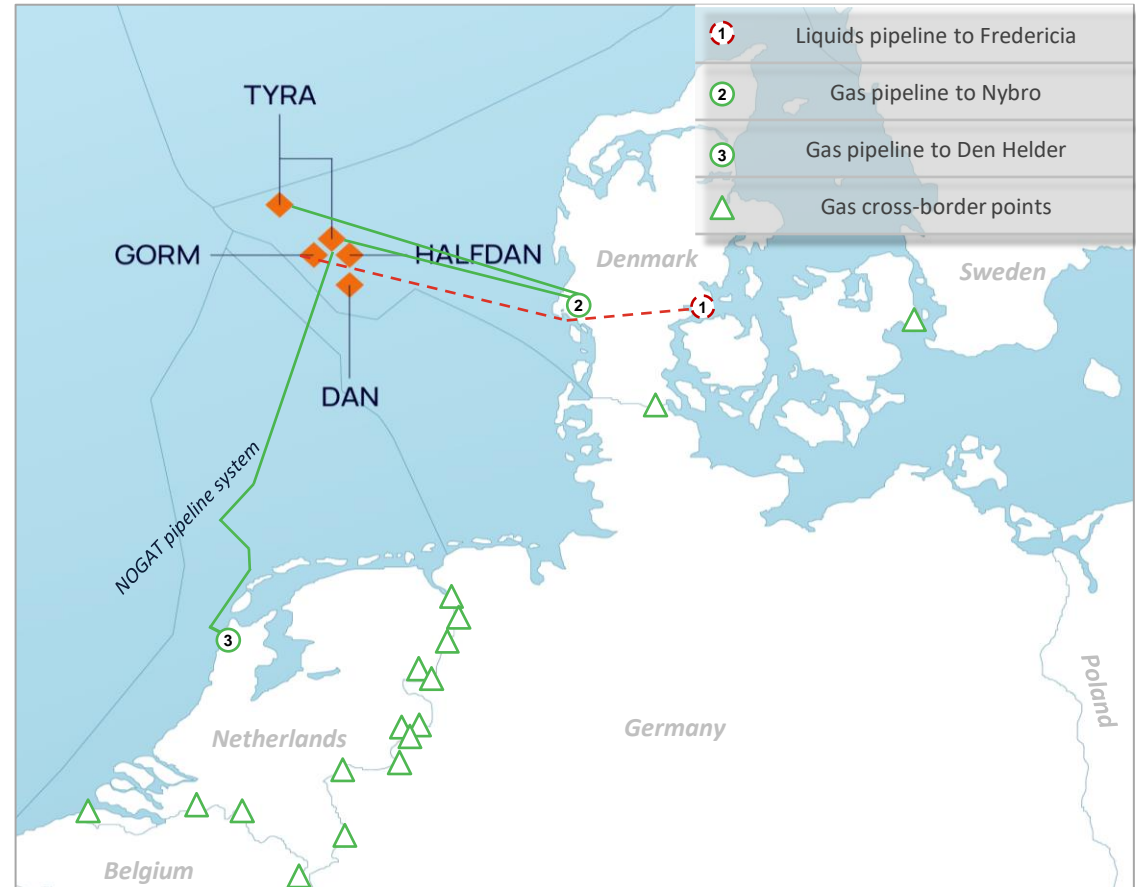 1 Liquids pipeline to Fredericia
2 Gas pipeline to Nybro
3 Gas pipeline to Den Helder
Gas cross-border points
TYRA
GORM
HALFDAN
DAN
Denmark
Sweden
2
1
NOGAT pipeline system
3
Netherlands
Germany
Poland
Belgium